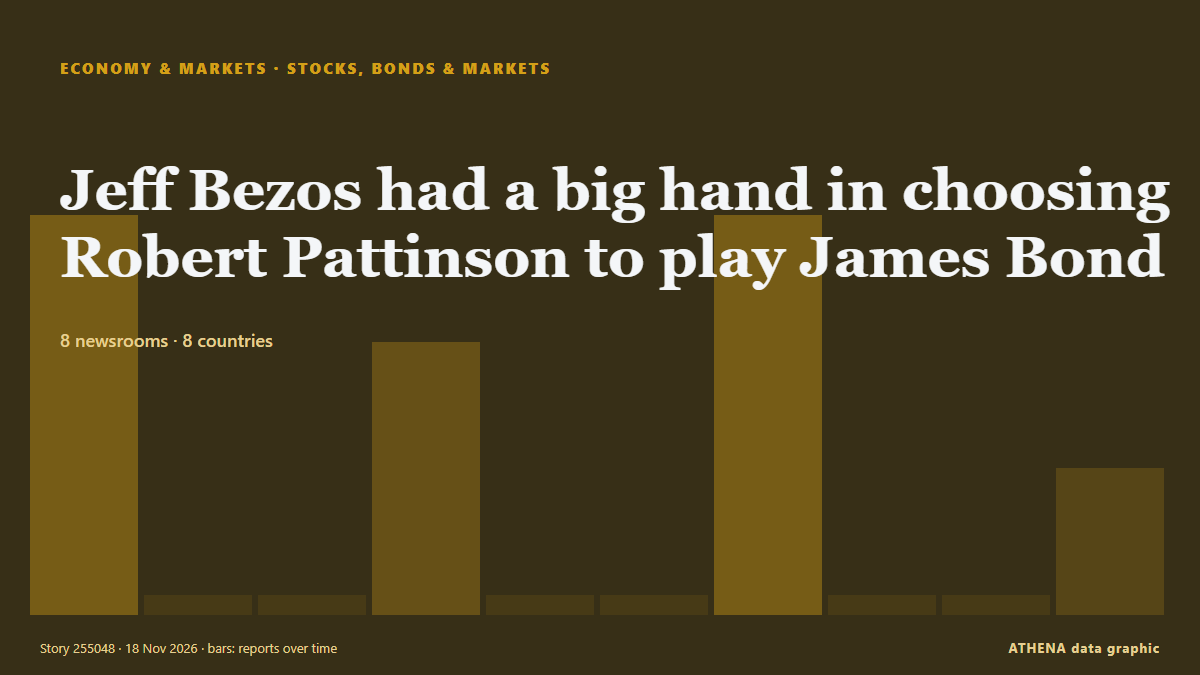 ECONOMY & MARKETS · STOCKS, BONDS & MARKETS
Jeff Bezos had a big hand in choosing
Robert Pattinson to play James Bond
8 newsrooms · 8 countries
Story 255048 · 18 Nov 2026 · bars: reports over time
ATHENA data graphic